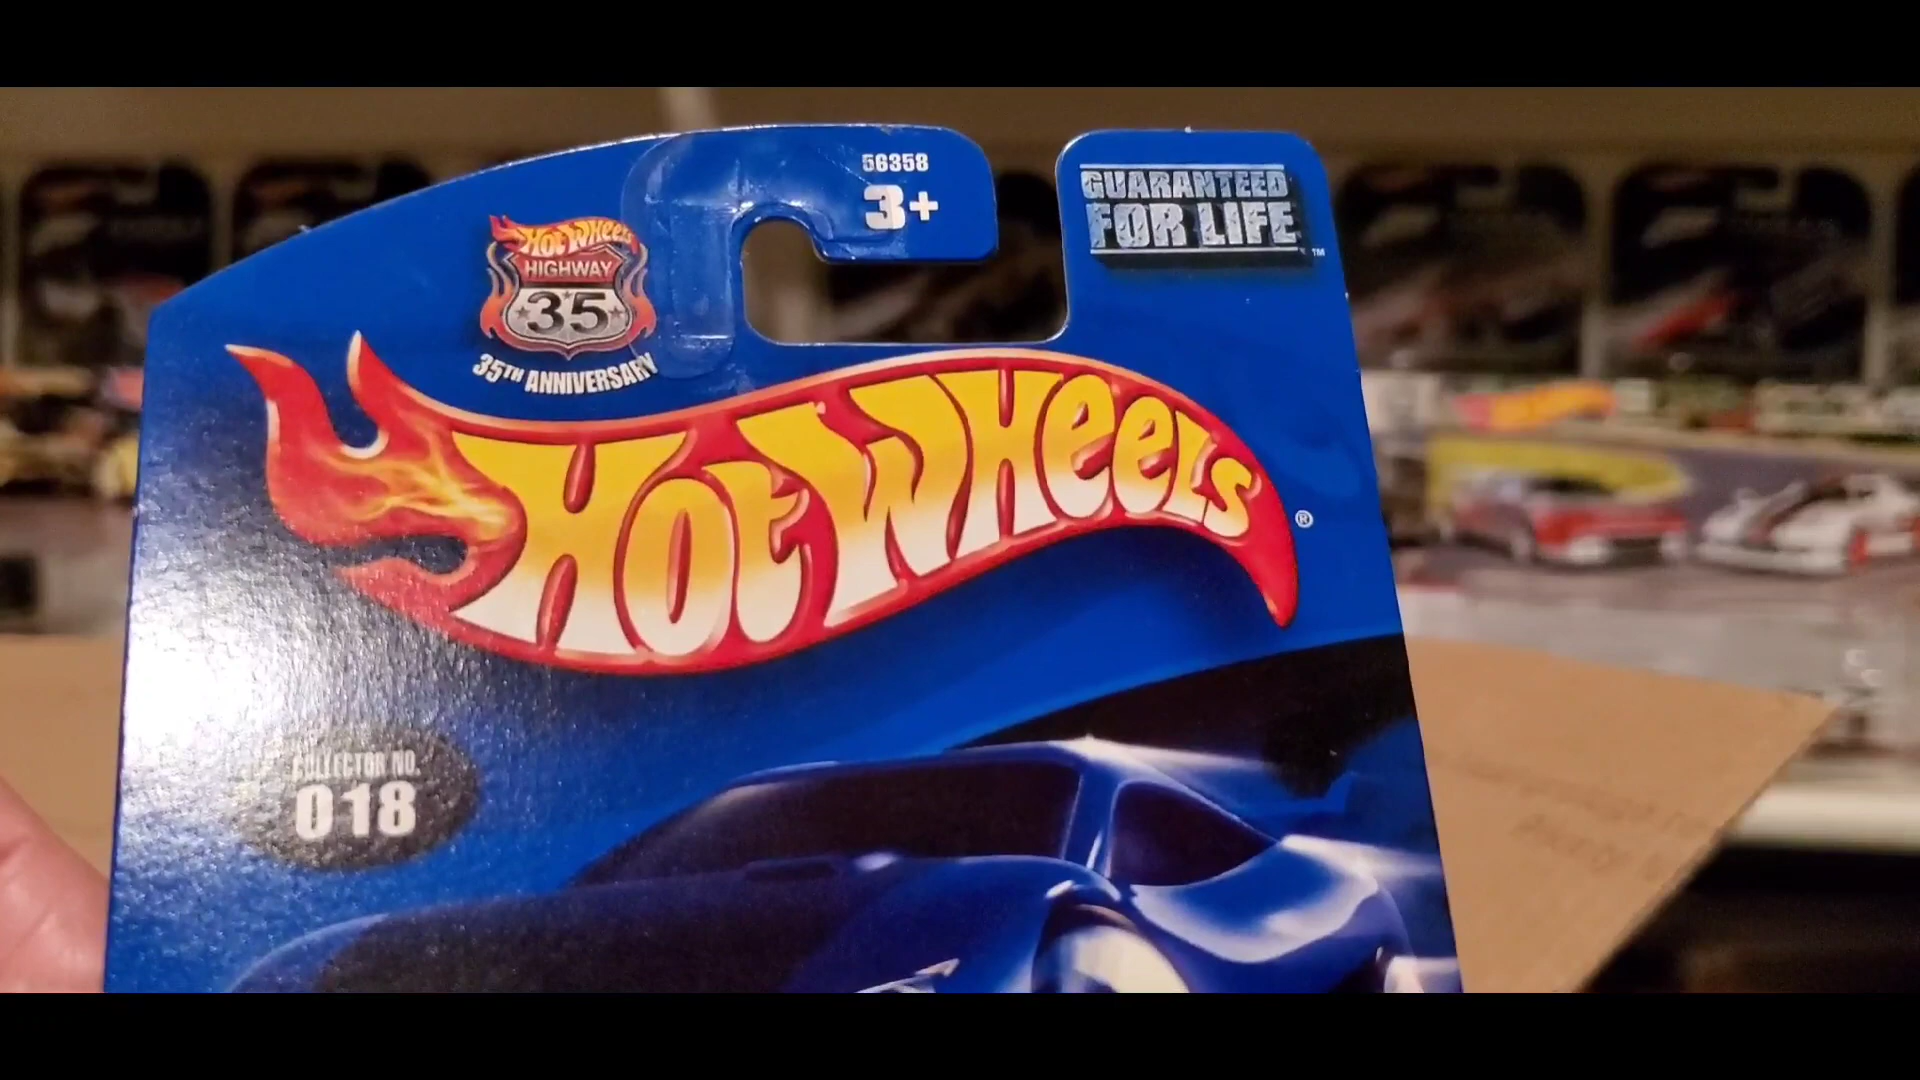 56358
3+
GUARANTEED
FOR LIFE ™
HOT WHEELS
HIGHWAY
35
35TH ANNIVERSARY
HOT WHEELS ®
COLLECTOR NO.
018